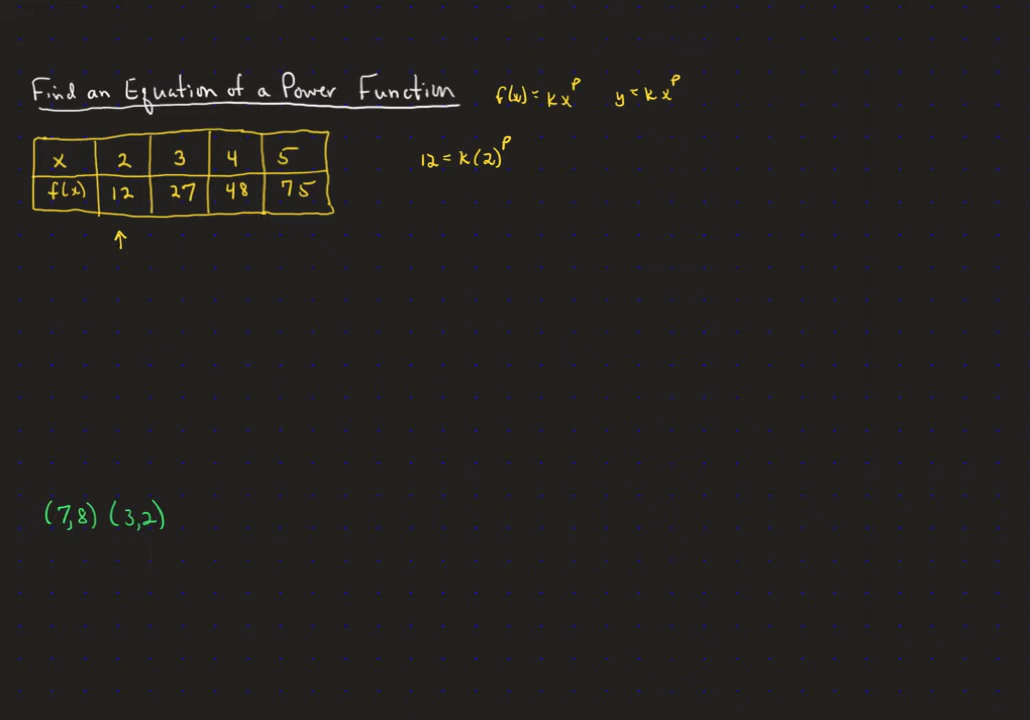 Find an Equation of a Power Function f(x) = kx^p y = kx^p
x 2 3 4 5
12 = k(2)^p
f(x) 12 27 48 75
↑
(7,8) (3,2)